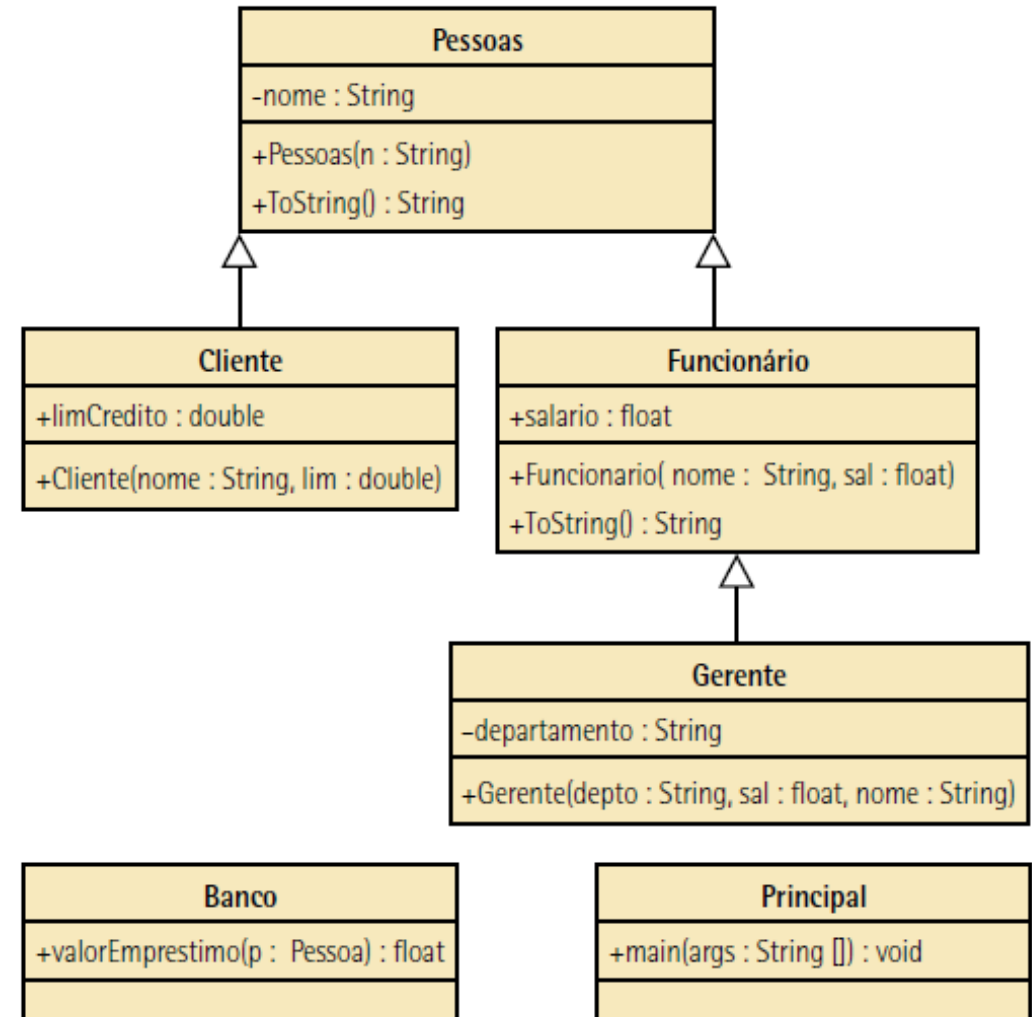 Pessoas
-nome : String
+Pessoas(n : String)
+ToString() : String
Cliente
+limCredito : double
+Cliente(nome : String, lim : double)
Funcionário
+salario : float
+Funcionario( nome : String, sal : float)
+ToString() : String
Gerente
-departamento : String
+Gerente(depto : String, sal : float, nome : String)
Banco
+valorEmprestimo(p : Pessoa) : float
Principal
+main(args : String []) : void